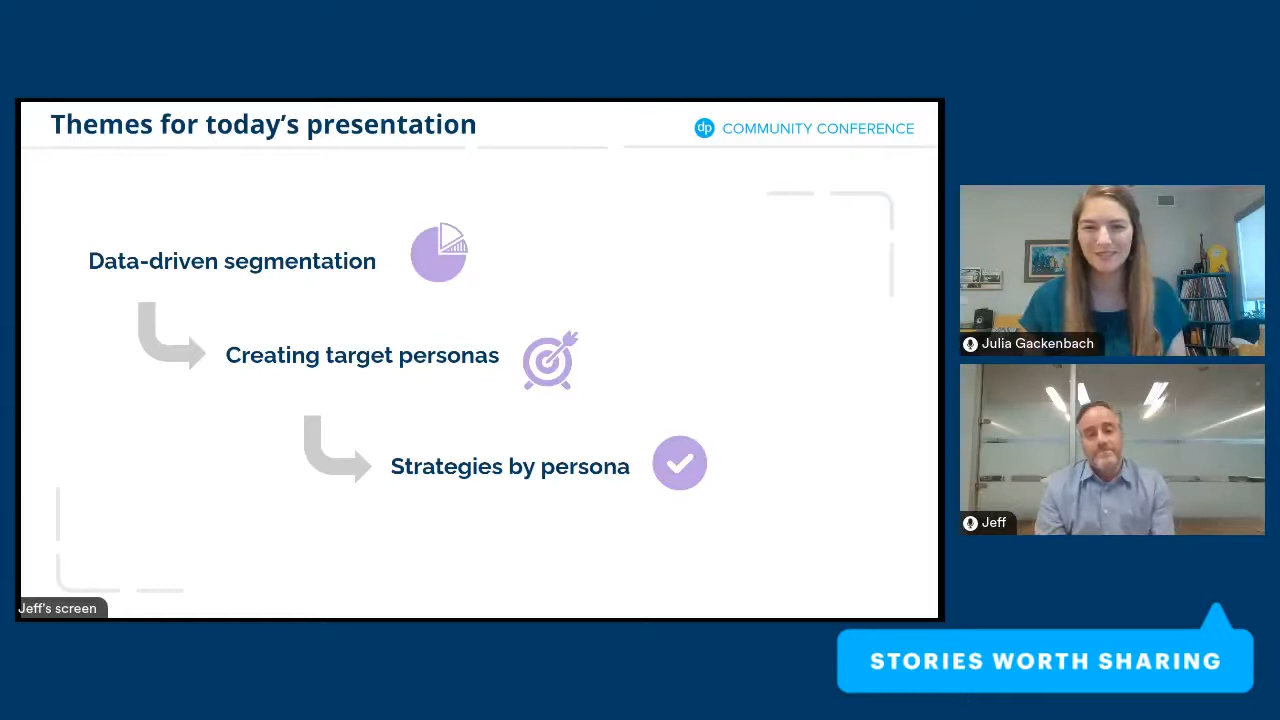 Themes for today's presentation
dp COMMUNITY CONFERENCE
Data-driven segmentation
Creating target personas
Strategies by persona
Jeff's screen
Julia Gackenbach
Jeff
STORIES WORTH SHARING